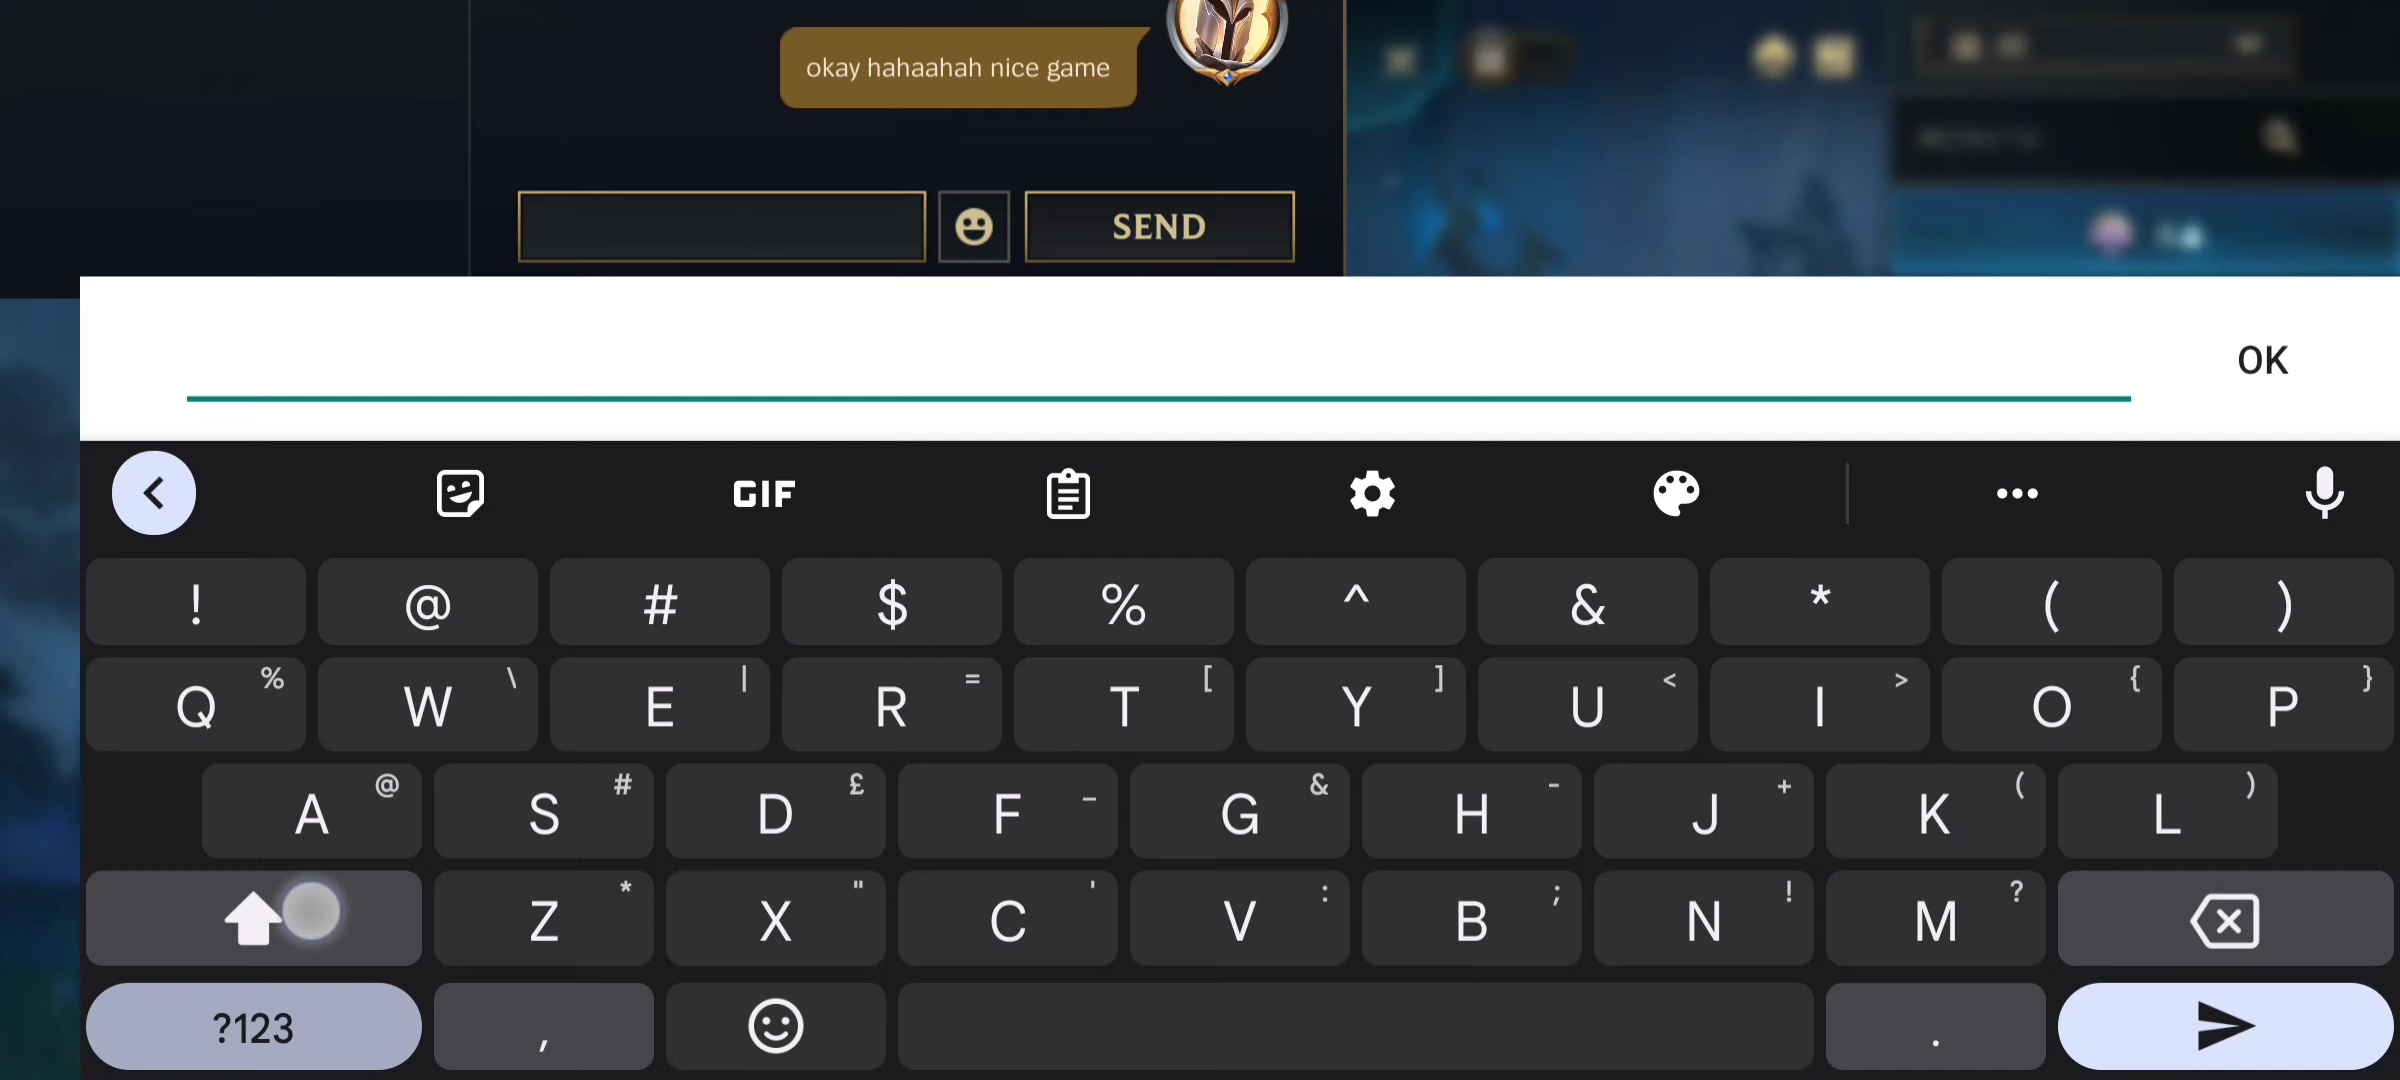 okay hahaahah nice game
SEND
OK
GIF
! @ # $ % ^ & * ( )
Q % W \ E | R = T [ Y ] U < I > O { P }
A @ S # D £ F _ G & H - J + K ( L )
Z * X " C ' V : B ; N ! M ?
?123 , .